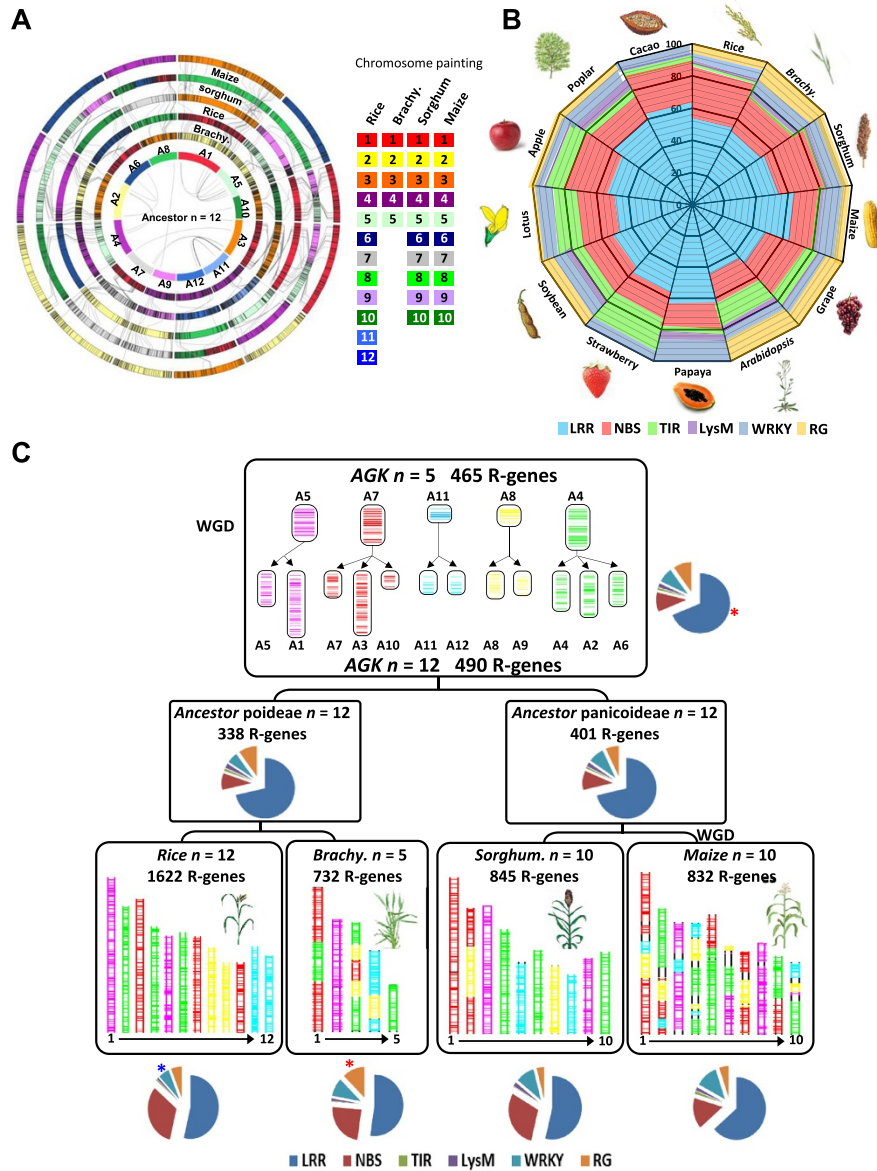 A
Maize
sorghum
Rice
Brachy.
A1
A5
A10
A3
A11
A12
A9
A7
A4
A2
A6
A8
Ancestor n = 12
Chromosome painting
Rice Brachy. Sorghum Maize
1 1 1 1
2 2 2 2
3 3 3 3
4 4 4 4
5 5 5 5
6 6 6
7 7 7
8 8 8
9 9 9
10 10 10
11
12
B
100
80
60
40
20
0
Cacao
Rice
Brachy.
Sorghum
Maize
Grape
Arabidopsis
Papaya
Strawberry
Soybean
Lotus
Apple
Poplar
LRR NBS TIR LysM WRKY RG
C
AGK n = 5 465 R-genes
A5 A7 A11 A8 A4
WGD
*
A5 A1 A7 A3 A10 A11 A12 A8 A9 A4 A2 A6
AGK n = 12 490 R-genes
Ancestor poideae n = 12
338 R-genes
Ancestor panicoideae n = 12
401 R-genes
WGD
Rice n = 12
1622 R-genes
1 12
Brachy. n = 5
732 R-genes
1 5
Sorghum. n = 10
845 R-genes
1 10
Maize n = 10
832 R-genes
1 10
* *
LRR NBS TIR LysM WRKY RG